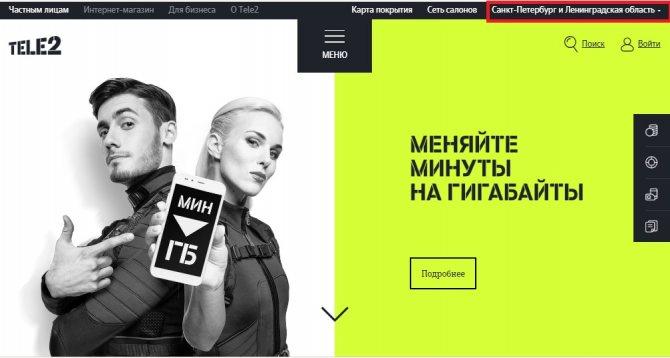 Частным лицам Интернет-магазин Для бизнеса О Tele2 Карта покрытия Сеть салонов Санкт-Петербург и Ленинградская область
TELE2
МЕНЮ
Поиск Войти
МЕНЯЙТЕ
МИНУТЫ
НА ГИГАБАЙТЫ
МИН
ГБ
Подробнее